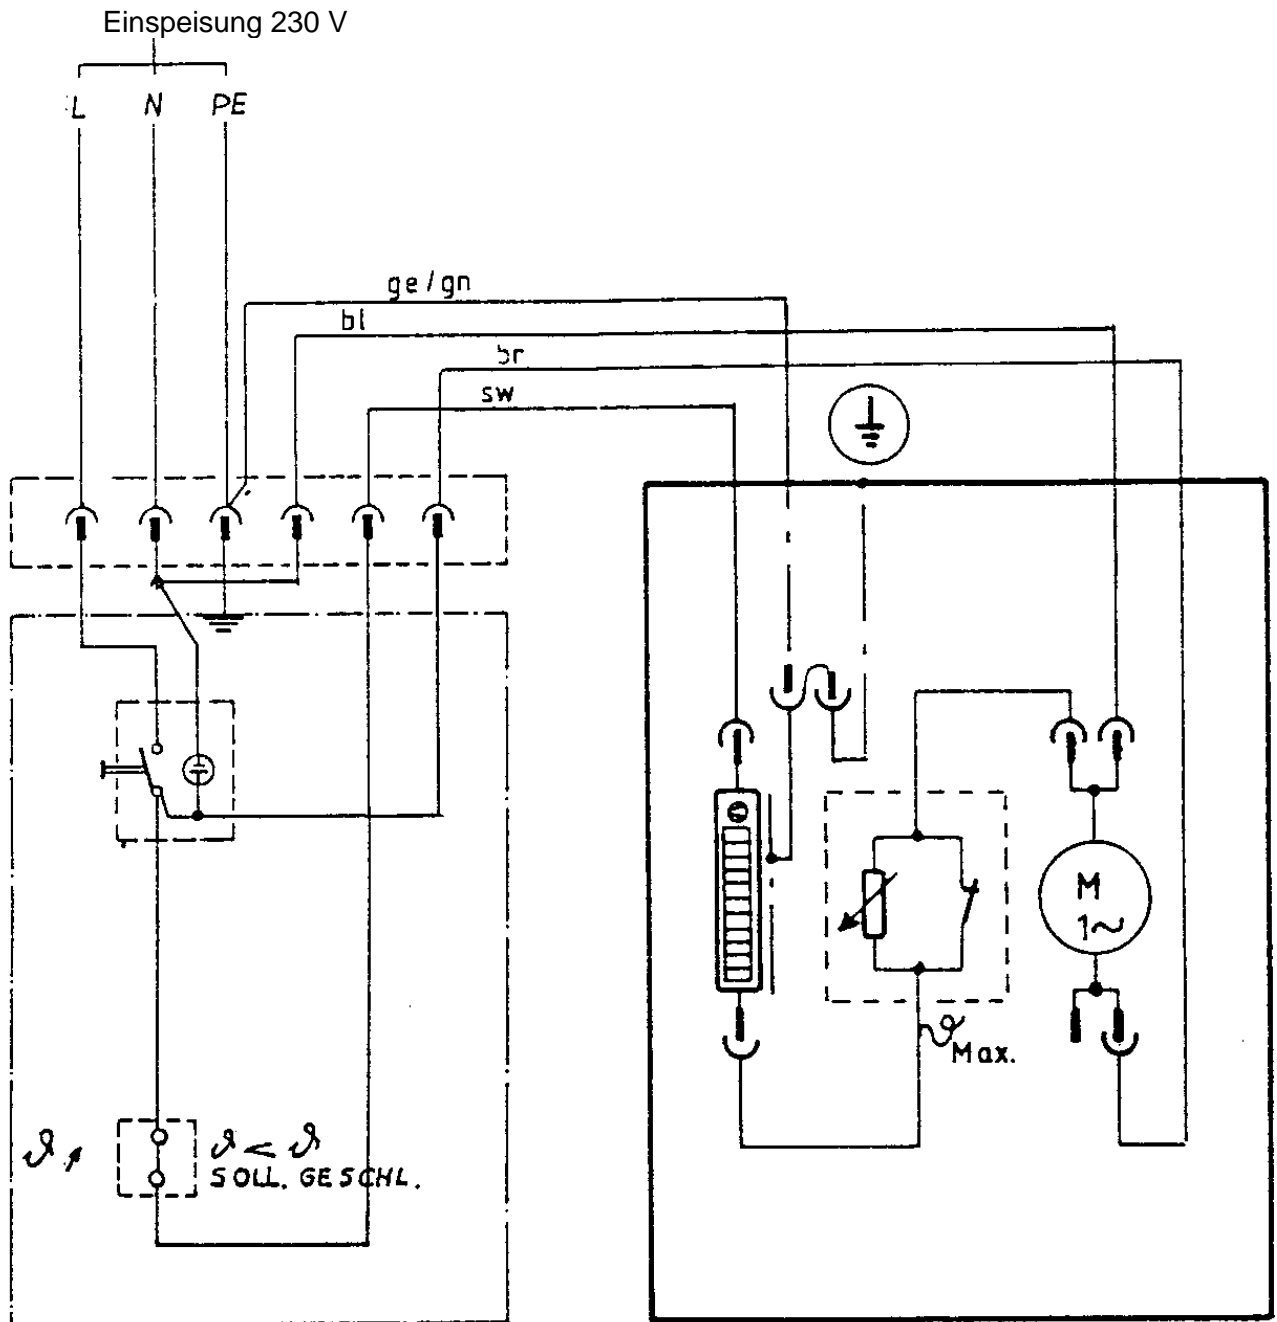 Einspeisung 230 V
L N PE
ge/gn
bl
br
sw
M
1~
ϑ Max.
ϑ ϑ < ϑ
SOLL. GESCHL.